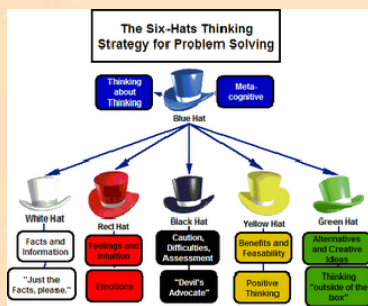 The Six-Hats Thinking
Strategy for Problem Solving
Thinking
about
Thinking
Meta-
cognitive
Blue Hat
White Hat
Red Hat
Black Hat
Yellow Hat
Green Hat
Facts and
Information
Feelings and
Intuition
Caution,
Difficulties,
Assessment
Benefits and
Feasability
Alternatives
and Creative
Ideas
"Just the
Facts, please."
Emotions
"Devil's
Advocate"
Positive
Thinking
Thinking
"outside of the
box"